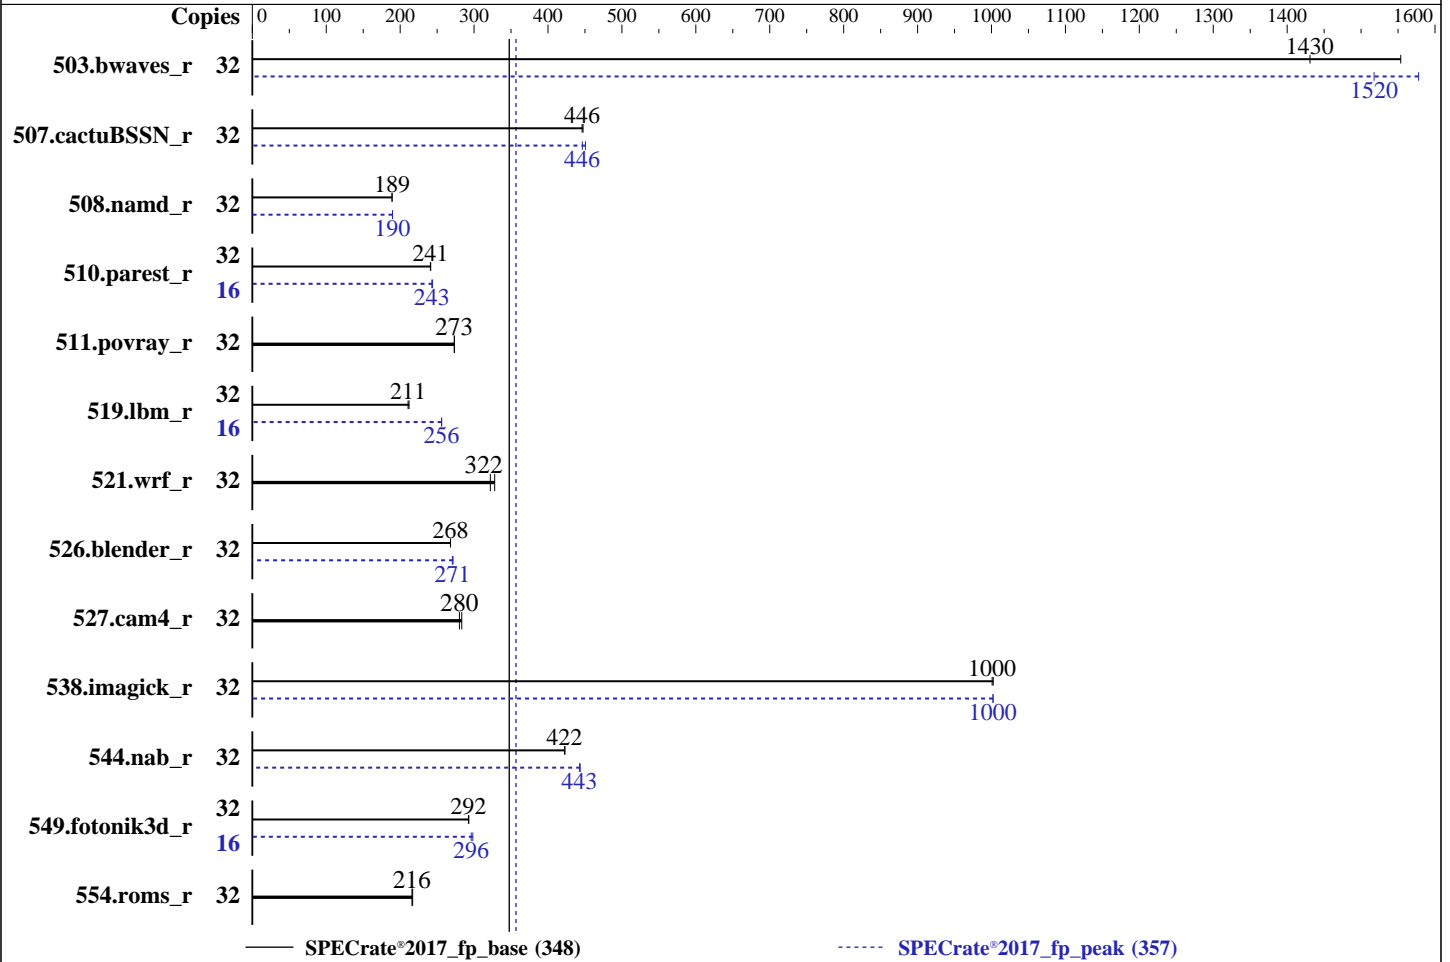 Copies 0 100 200 300 400 500 600 700 800 900 1000 1100 1200 1300 1400 1600
503.bwaves_r 32 1430
1520
507.cactuBSSN_r 32 446
446
508.namd_r 32 189
190
510.parest_r 32 241
16 243
511.povray_r 32 273
519.lbm_r 32 211
16 256
521.wrf_r 32 322
526.blender_r 32 268
271
527.cam4_r 32 280
538.imagick_r 32 1000
1000
544.nab_r 32 422
443
549.fotonik3d_r 32 292
16 296
554.roms_r 32 216
SPECrate®2017_fp_base (348) SPECrate®2017_fp_peak (357)